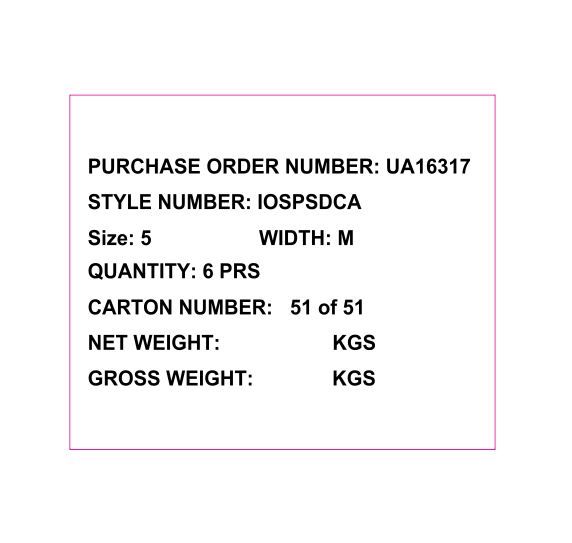 PURCHASE ORDER NUMBER: UA16317
STYLE NUMBER: IOSPSDCA
Size: 5 WIDTH: M
QUANTITY: 6 PRS
CARTON NUMBER: 51 of 51
NET WEIGHT: KGS
GROSS WEIGHT: KGS